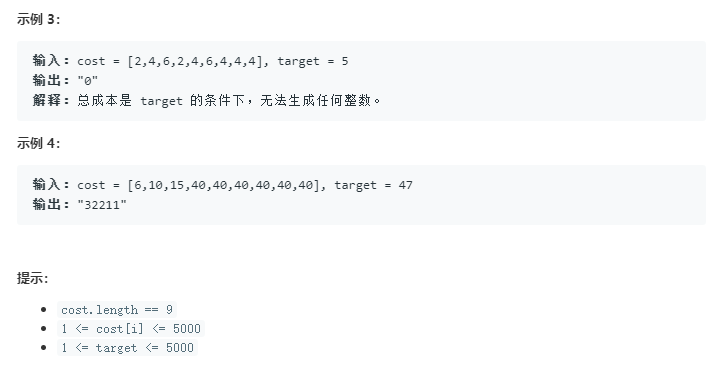 示例 3：
输入：cost = [2,4,6,2,4,6,4,4,4], target = 5
输出："0"
解释：总成本是 target 的条件下，无法生成任何整数。
示例 4：
输入：cost = [6,10,15,40,40,40,40,40,40], target = 47
输出："32211"
提示：
cost.length == 9
1 <= cost[i] <= 5000
1 <= target <= 5000